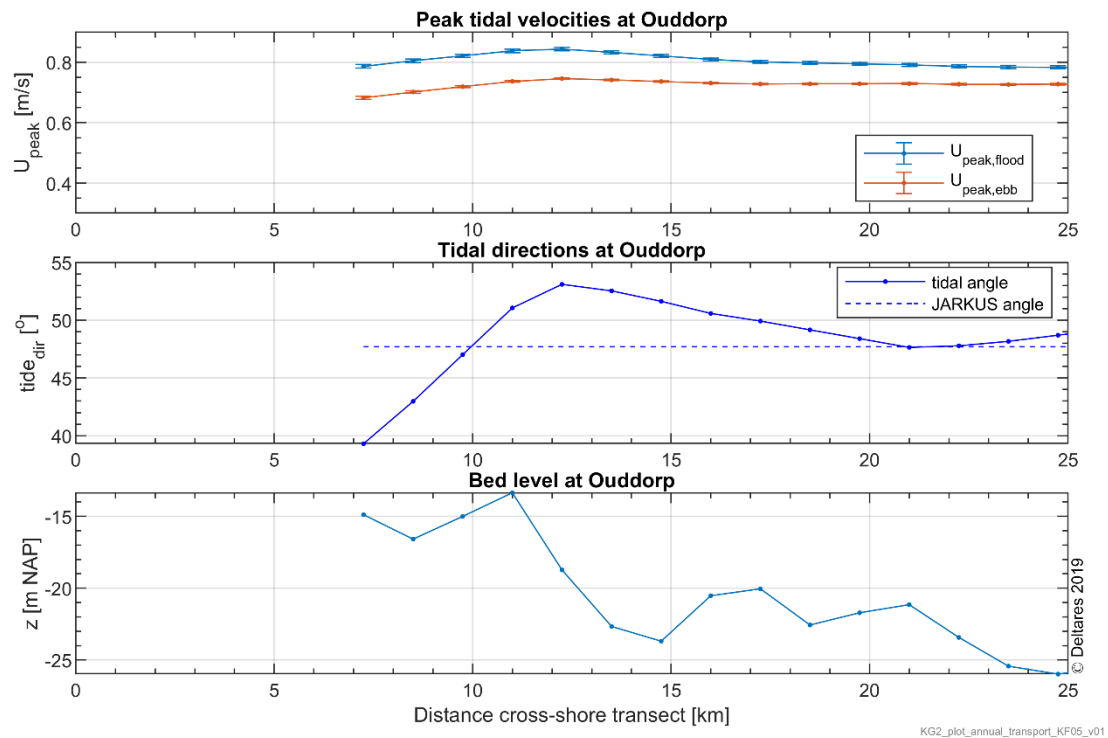 Peak tidal velocities at Ouddorp
U_peak [m/s]
0.8
0.6
0.4
U_peak,flood
U_peak,ebb
0 5 10 15 20 25
Tidal directions at Ouddorp
tide_dir [°]
55
50
45
40
tidal angle
JARKUS angle
0 5 10 15 20 25
Bed level at Ouddorp
z [m NAP]
-15
-20
-25
© Deltares 2019
0 5 10 15 20 25
Distance cross-shore transect [km]
KG2_plot_annual_transport_KF05_v01